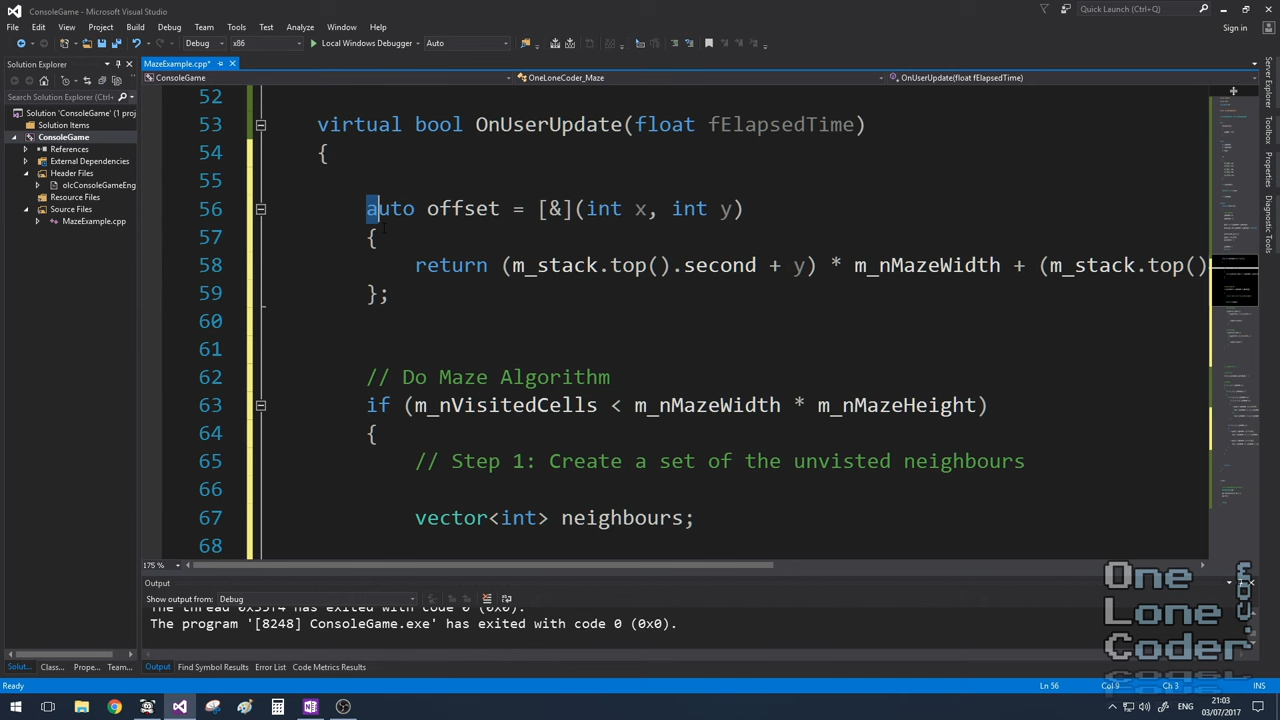 ConsoleGame - Microsoft Visual Studio
Quick Launch (Ctrl+Q)
File Edit View Project Build Debug Team Tools Test Analyze Window Help
Sign in
Debug x86 Local Windows Debugger Auto
Solution Explorer
MazeExample.cpp*
ConsoleGame OneLoneCoder_Maze OnUserUpdate(float fElapsedTime)
Search Solution Explorer (Ctrl+
Solution 'ConsoleGame' (1 proj
Solution Items
ConsoleGame
References
External Dependencies
Header Files
olcConsoleGameEng
Resource Files
Source Files
MazeExample.cpp
52
53 virtual bool OnUserUpdate(float fElapsedTime)
54 {
55
56 auto offset = [&](int x, int y)
57 {
58 return (m_stack.top().second + y) * m_nMazeWidth + (m_stack.top()
59 };
60
61
62 // Do Maze Algorithm
63 if (m_nVisitedCells < m_nMazeWidth * m_nMazeHeight)
64 {
65 // Step 1: Create a set of the unvisted neighbours
66
67 vector<int> neighbours;
68
Server Explorer
Properties
Diagnostic Tools
175 %
Output
Show output from: Debug
The thread 0x55f4 has exited with code 0 (0x0).
The program '[8248] ConsoleGame.exe' has exited with code 0 (0x0).
One
Lone
Coder
.com
Solut... Class... Prope... Team... Output Find Symbol Results Error List Code Metrics Results
Ready Ln 56 Col 9 Ch 3 INS
ENG
21:03
03/07/2017